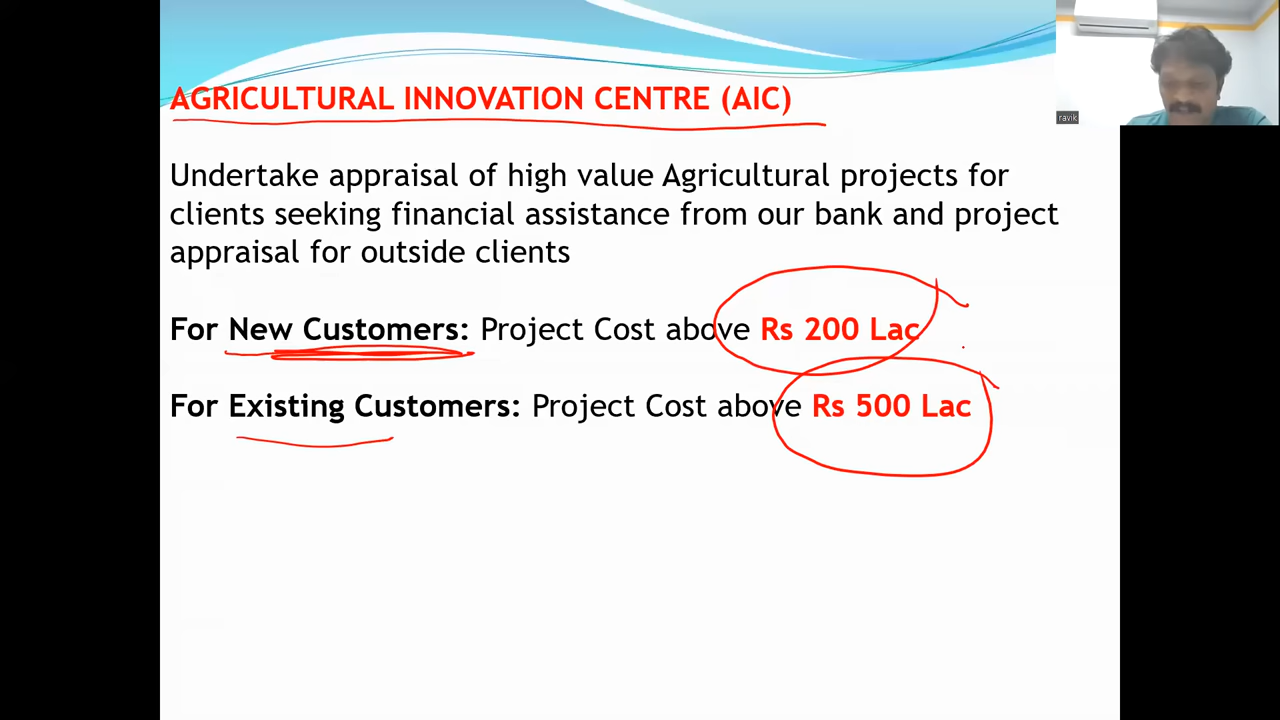 AGRICULTURAL INNOVATION CENTRE (AIC)
Undertake appraisal of high value Agricultural projects for
clients seeking financial assistance from our bank and project
appraisal for outside clients
For New Customers: Project Cost above Rs 200 Lac
For Existing Customers: Project Cost above Rs 500 Lac
ravik